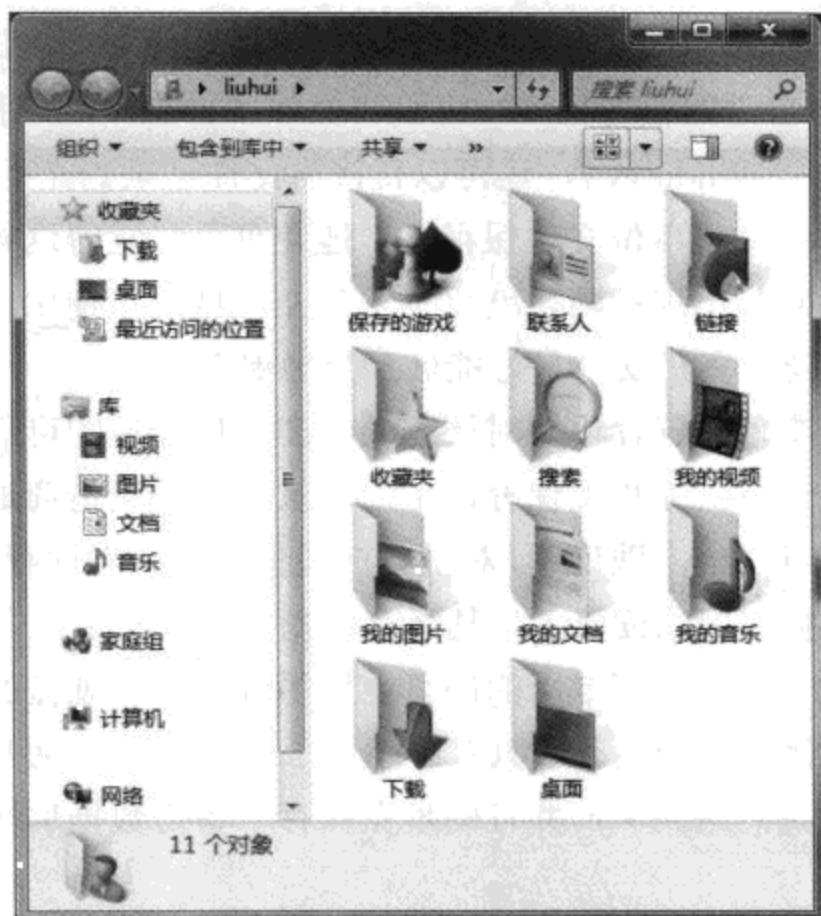 liuhui
搜索 liuhui
组织 包含到库中 共享 »
收藏夹
下载
桌面
最近访问的位置
库
视频
图片
文档
音乐
家庭组
计算机
网络
保存的游戏 联系人 链接
收藏夹 搜索 我的视频
我的图片 我的文档 我的音乐
下载 桌面
11 个对象